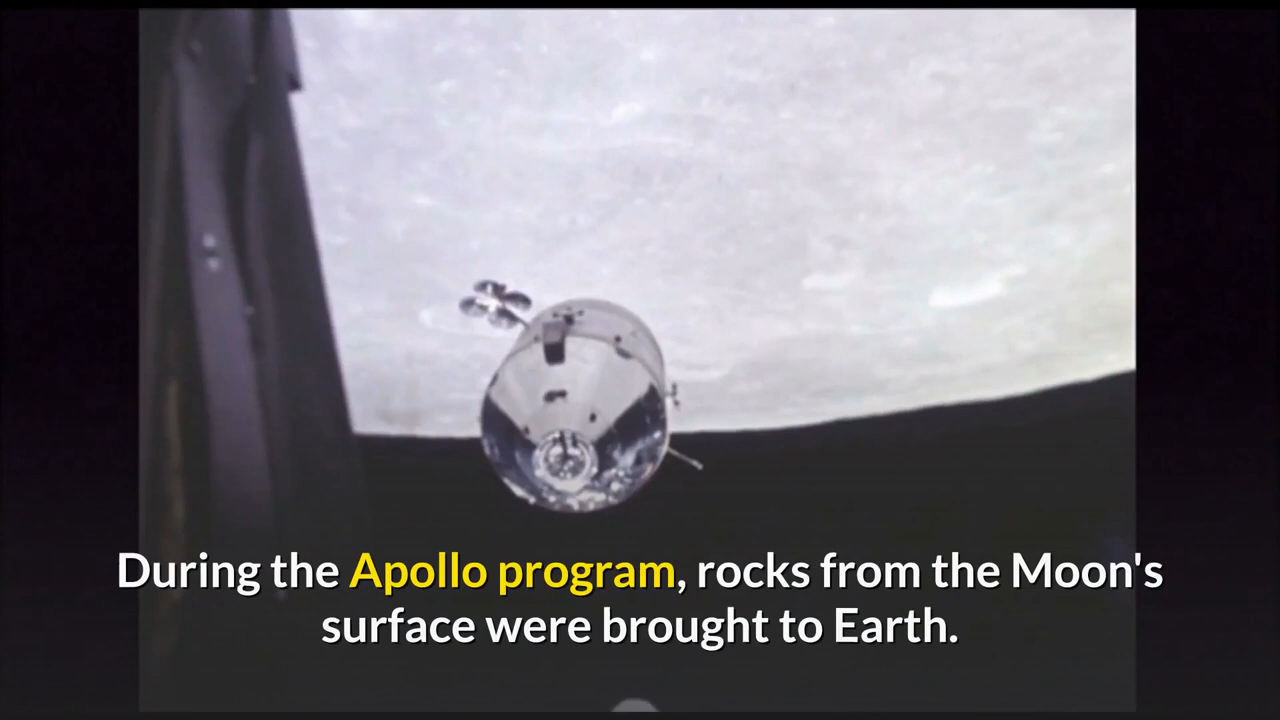 During the Apollo program, rocks from the Moon's
surface were brought to Earth.